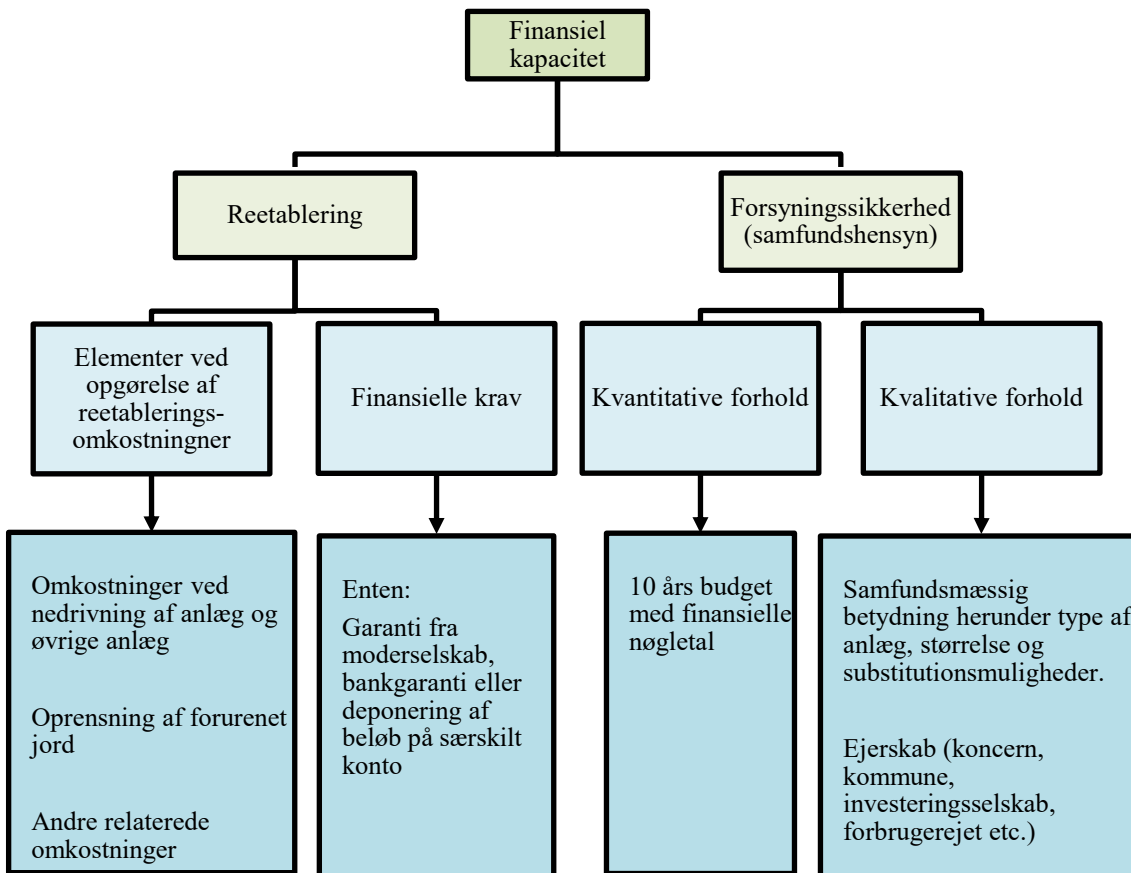 Finansiel
kapacitet
Reetablering
Forsyningssikkerhed
(samfundshensyn)
Elementer ved
opgørelse af
reetablerings-
omkostningner
Finansielle krav
Kvantitative forhold
Kvalitative forhold
Omkostninger ved
nedrivning af anlæg og
øvrige anlæg
Oprensning af forurenet
jord
Andre relaterede
omkostninger
Enten:
Garanti fra
moderselskab,
bankgaranti eller
deponering af
beløb på særskilt
konto
10 års budget
med finansielle
nøgletal
Samfundsmæssig
betydning herunder type af
anlæg, størrelse og
substitutionsmuligheder.
Ejerskab (koncern,
kommune,
investeringsselskab,
forbrugerejet etc.)